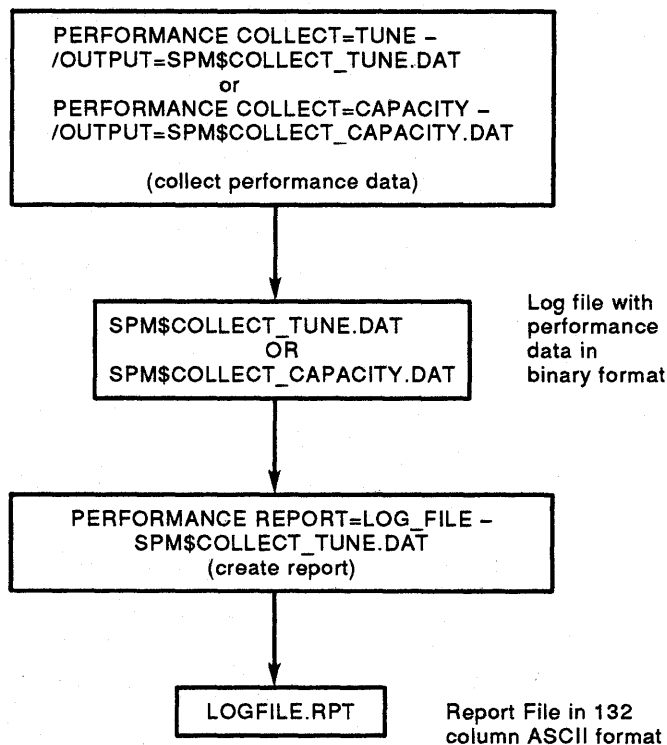 PERFORMANCE COLLECT=TUNE –
/OUTPUT=SPM$COLLECT_TUNE.DAT
or
PERFORMANCE COLLECT=CAPACITY –
/OUTPUT=SPM$COLLECT_CAPACITY.DAT
(collect performance data)
SPM$COLLECT_TUNE.DAT
OR
SPM$COLLECT_CAPACITY.DAT
Log file with
performance
data in
binary format
PERFORMANCE REPORT=LOG_FILE –
SPM$COLLECT_TUNE.DAT
(create report)
LOGFILE.RPT
Report File in 132
column ASCII format